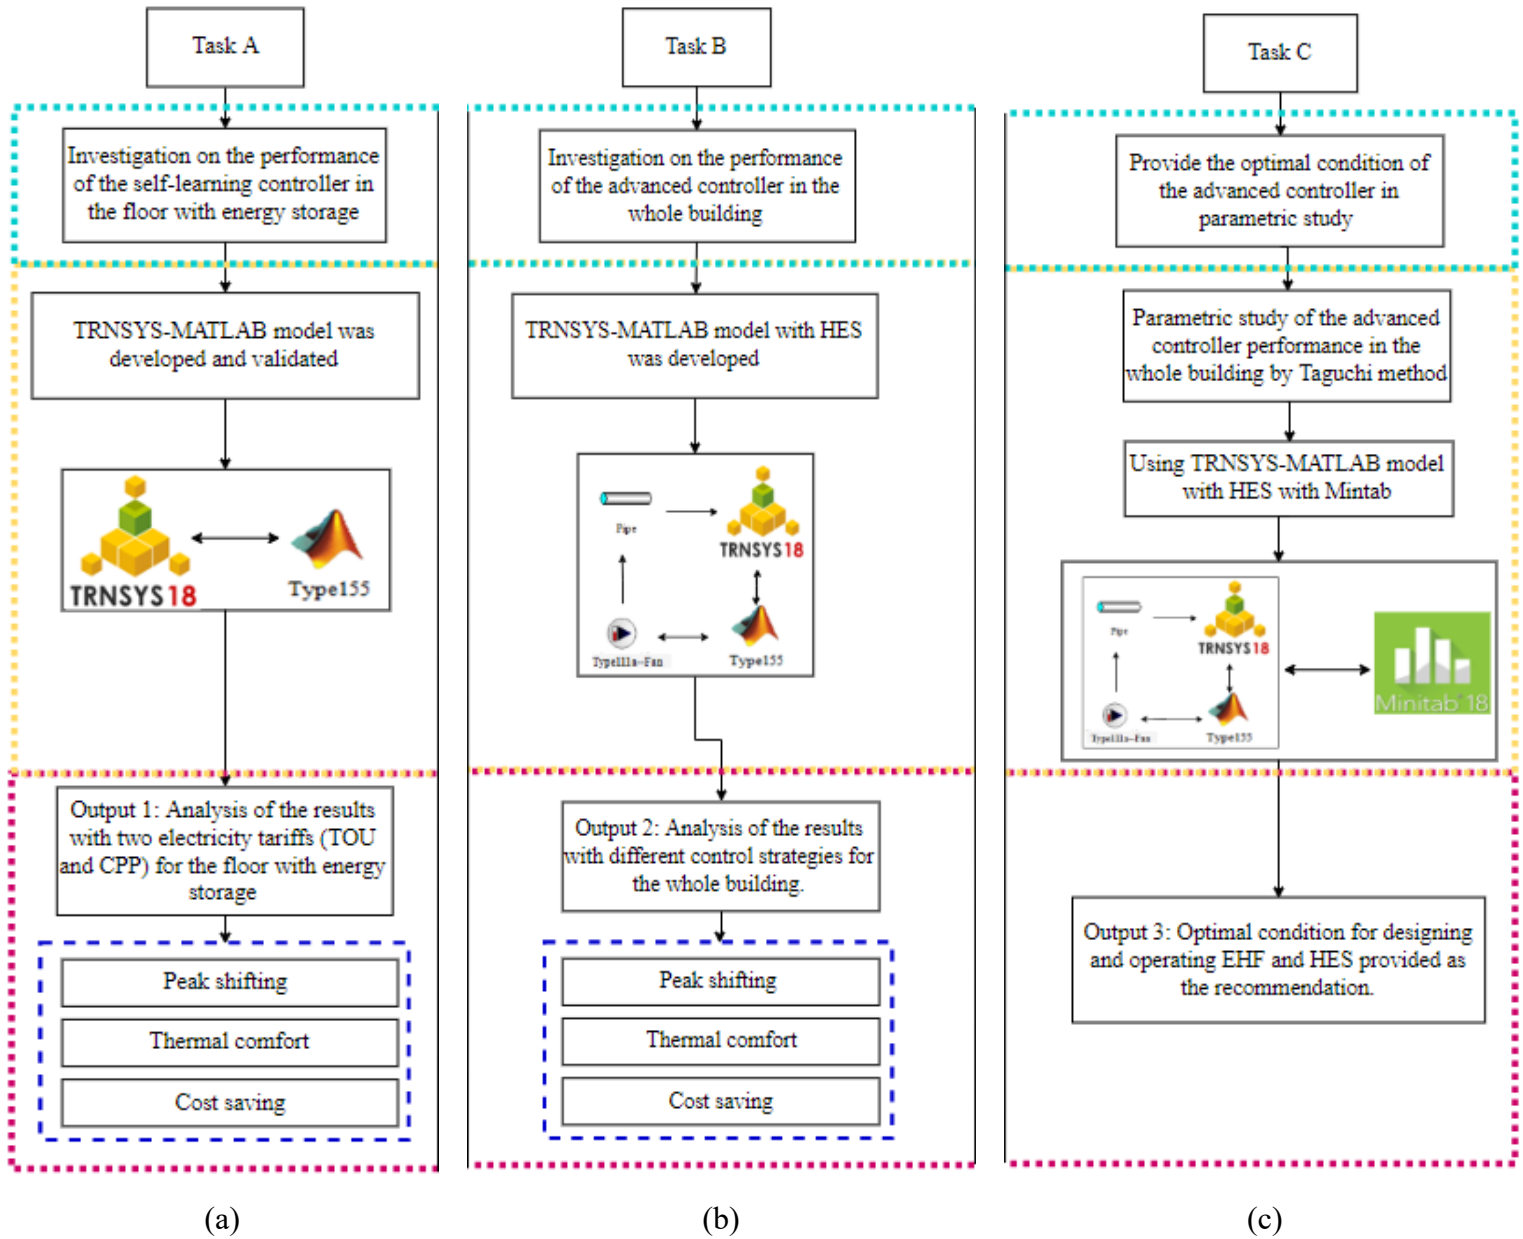 Task A
Investigation on the performance
of the self-learning controller in
the floor with energy storage
TRNSYS-MATLAB model was
developed and validated
TRNSYS18
Type155
Output 1: Analysis of the results
with two electricity tariffs (TOU
and CPP) for the floor with energy
storage
Peak shifting
Thermal comfort
Cost saving
(a)
Task B
Investigation on the performance
of the advanced controller in the
whole building
TRNSYS-MATLAB model with HES
was developed
Pipe
TRNSYS18
Type111a-Fan
Type155
Output 2: Analysis of the results
with different control strategies for
the whole building.
Peak shifting
Thermal comfort
Cost saving
(b)
Task C
Provide the optimal condition of
the advanced controller in
parametric study
Parametric study of the advanced
controller performance in the
whole building by Taguchi method
Using TRNSYS-MATLAB model
with HES with Mintab
Pipe
TRNSYS18
Type111a-Fan
Type155
Minitab 18
Output 3: Optimal condition for designing
and operating EHF and HES provided as
the recommendation.
(c)